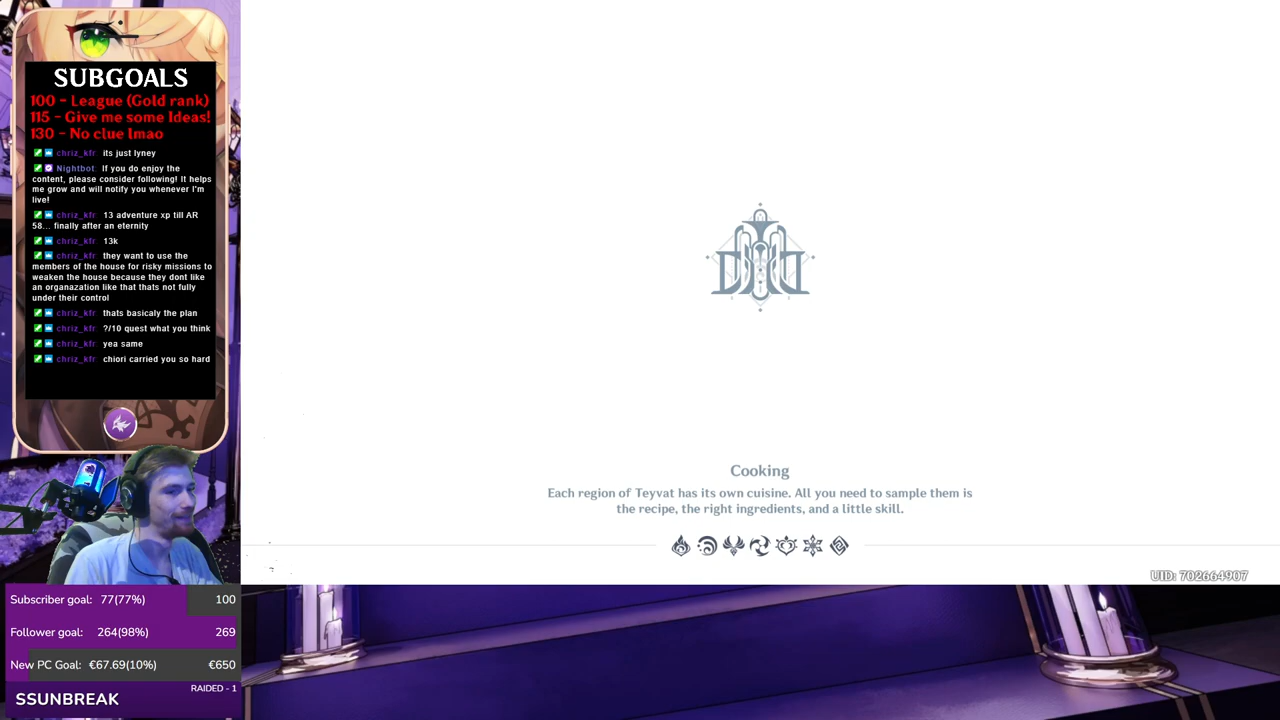 SUBGOALS
100 - League (Gold rank)
115 - Give me some Ideas!
130 - No clue lmao
chriz_kfr: its just lyney
Nightbot: If you do enjoy the
content, please consider following! It helps
me grow and will notify you whenever I'm
live!
chriz_kfr: 13 adventure xp till AR
58... finally after an eternity
chriz_kfr: 13k
chriz_kfr: they want to use the
members of the house for risky missions to
weaken the house because they dont like
an organazation like that thats not fully
under their control
chriz_kfr: thats basicaly the plan
chriz_kfr: ?/10 quest what you think
chriz_kfr: yea same
chriz_kfr: chiori carried you so hard
Cooking
Each region of Teyvat has its own cuisine. All you need to sample them is
the recipe, the right ingredients, and a little skill.
UID: 702664907
Subscriber goal: 77(77%) 100
Follower goal: 264(98%) 269
New PC Goal: €67.69(10%) €650
RAIDED - 1
SSUNBREAK